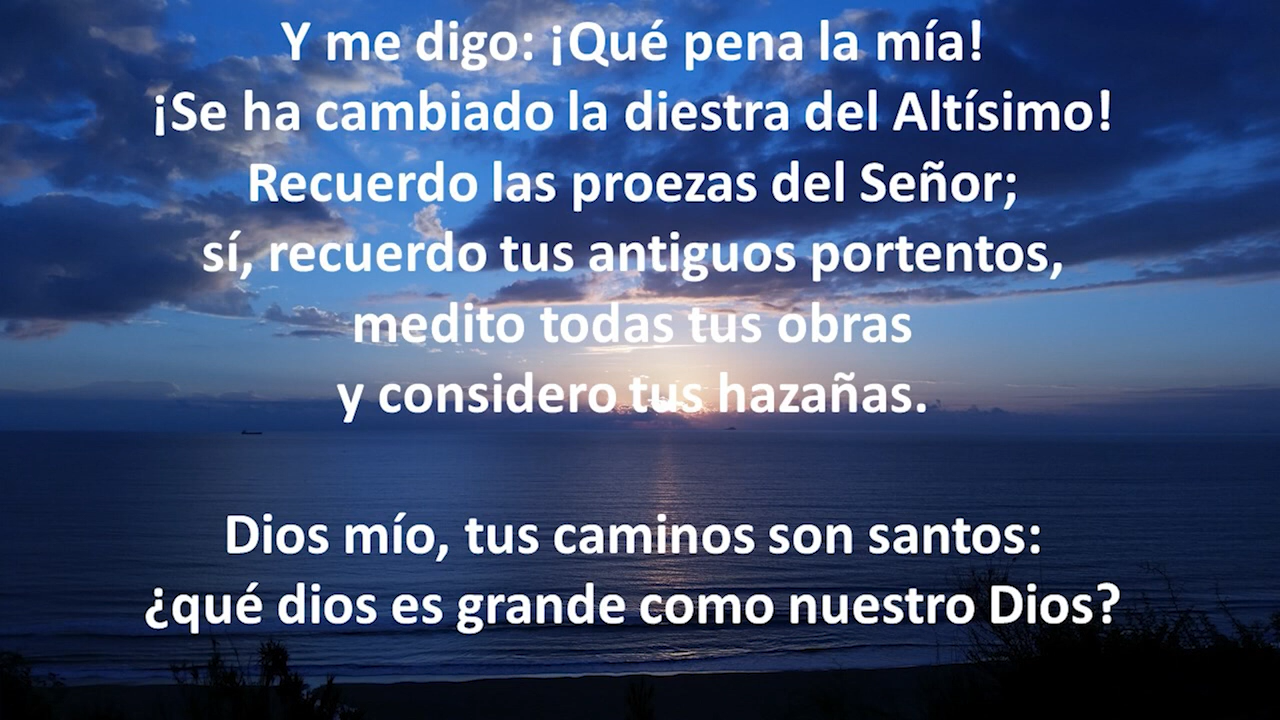 Y me digo: ¡Qué pena la mía!
¡Se ha cambiado la diestra del Altísimo!
Recuerdo las proezas del Señor;
sí, recuerdo tus antiguos portentos,
medito todas tus obras
y considero tus hazañas.
Dios mío, tus caminos son santos:
¿qué dios es grande como nuestro Dios?